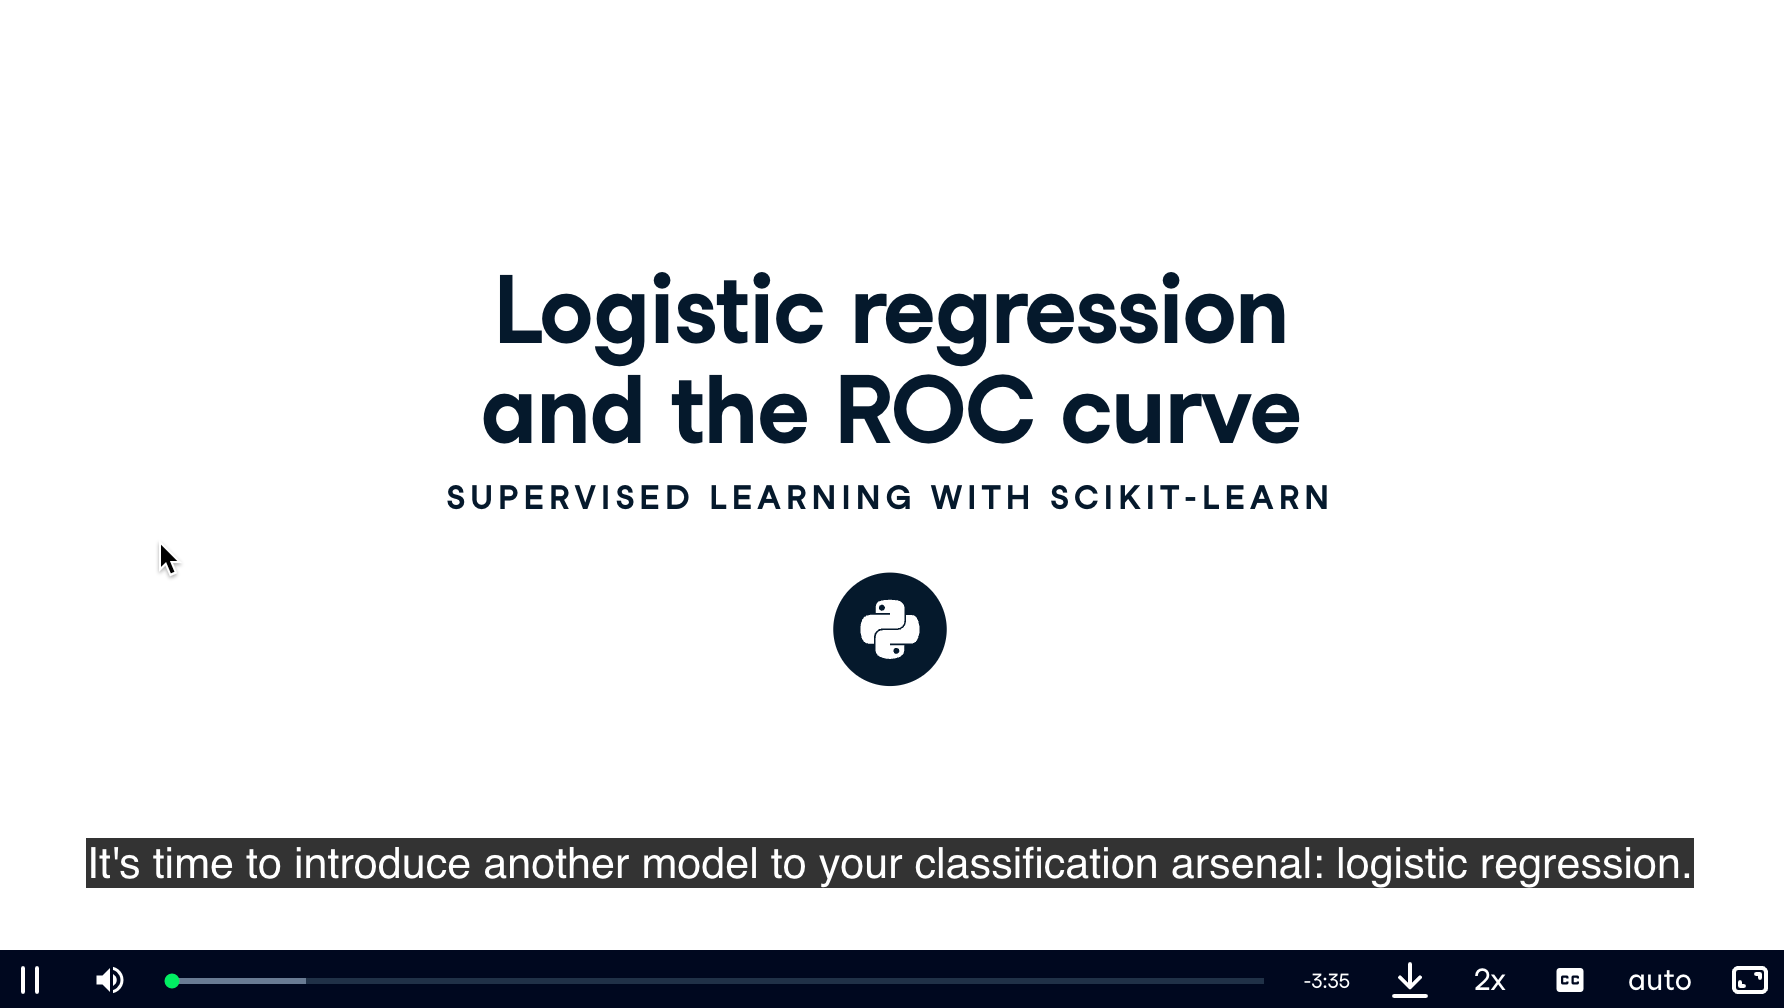 Logistic regression
and the ROC curve
SUPERVISED LEARNING WITH SCIKIT-LEARN
It's time to introduce another model to your classification arsenal: logistic regression.
-3:35
2x
CC
auto